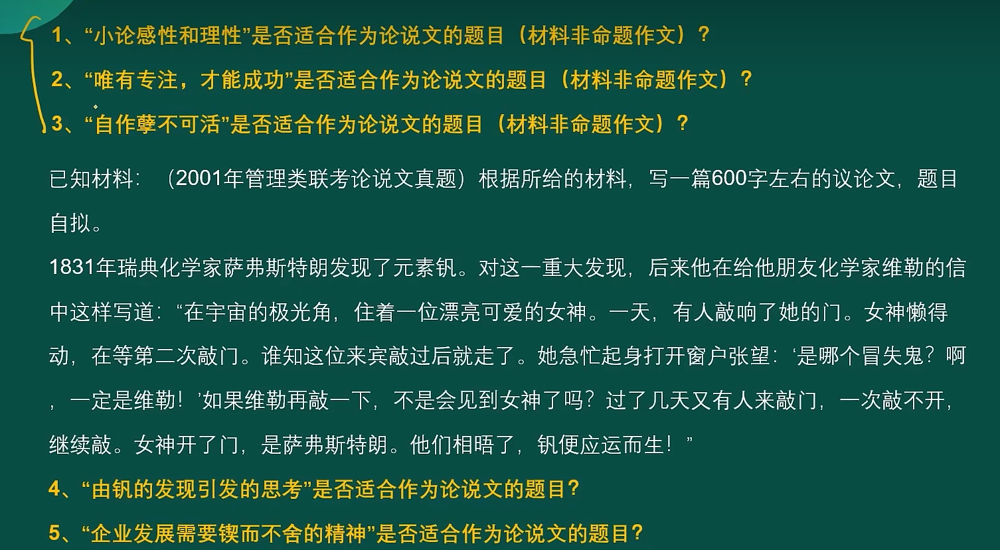 1、“小论感性和理性”是否适合作为论说文的题目（材料非命题作文）？
2、“唯有专注，才能成功”是否适合作为论说文的题目（材料非命题作文）？
3、“自作孽不可活”是否适合作为论说文的题目（材料非命题作文）？
已知材料：（2001年管理类联考论说文真题）根据所给的材料，写一篇600字左右的议论文，题目
自拟。
1831年瑞典化学家萨弗斯特朗发现了元素钒。对这一重大发现，后来他在给他朋友化学家维勒的信
中这样写道：“在宇宙的极光角，住着一位漂亮可爱的女神。一天，有人敲响了她的门。女神懒得
动，在等第二次敲门。谁知这位来宾敲过后就走了。她急忙起身打开窗户张望：‘是哪个冒失鬼？啊
，一定是维勒！’如果维勒再敲一下，不是会见到女神了吗？过了几天又有人来敲门，一次敲不开，
继续敲。女神开了门，是萨弗斯特朗。他们相晤了，钒便应运而生！”
4、“由钒的发现引发的思考”是否适合作为论说文的题目？
5、“企业发展需要锲而不舍的精神”是否适合作为论说文的题目？